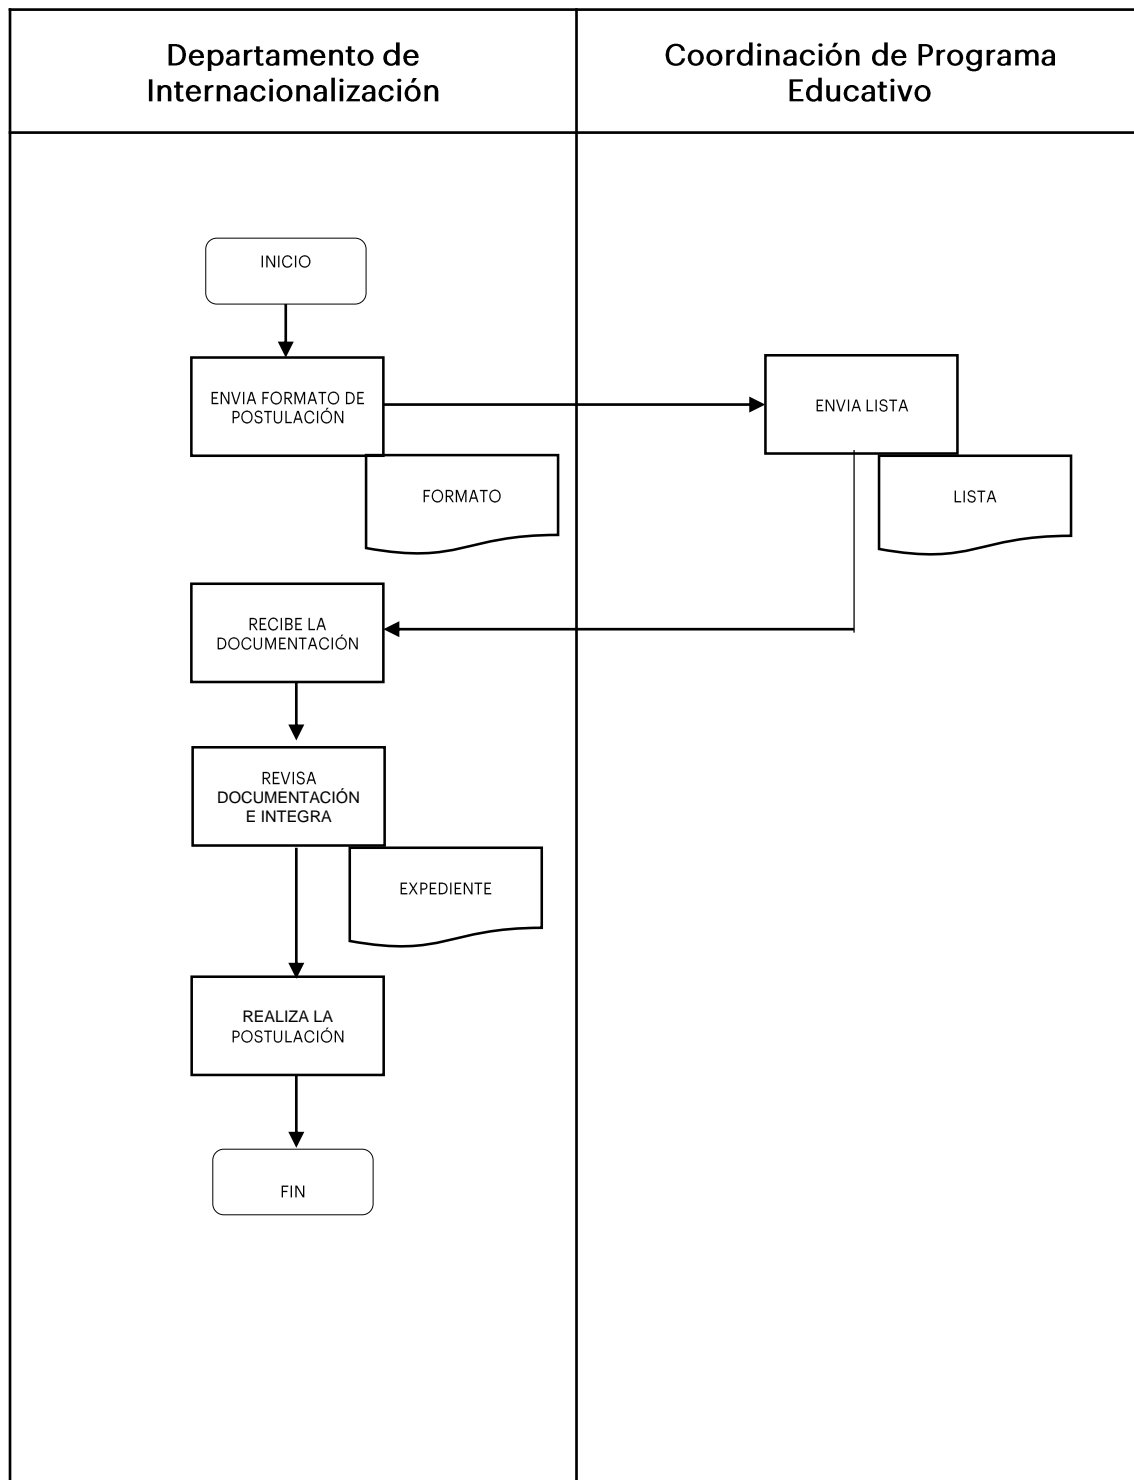 Departamento de
Internacionalización
Coordinación de Programa
Educativo
INICIO
ENVIA FORMATO DE
POSTULACIÓN
ENVIA LISTA
FORMATO
LISTA
RECIBE LA
DOCUMENTACIÓN
REVISA
DOCUMENTACIÓN
E INTEGRA
EXPEDIENTE
REALIZA LA
POSTULACIÓN
FIN